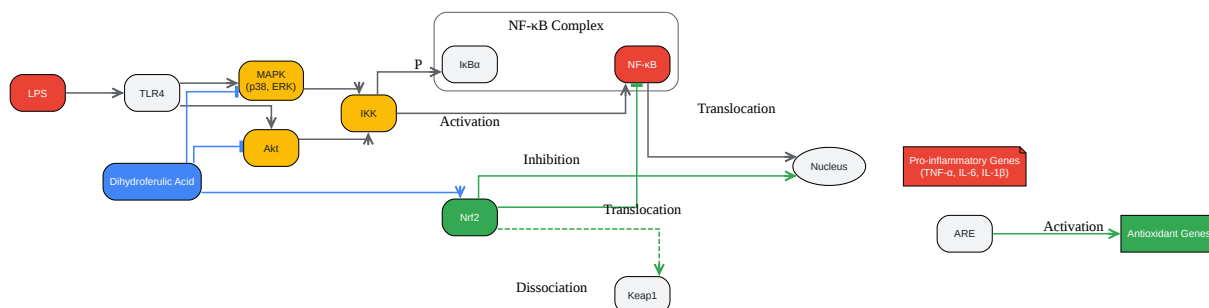 NF-κB Complex
LPS
TLR4
MAPK
(p38, ERK)
P
IκBα
NF-κB
IKK
Activation
Translocation
Akt
Inhibition
Nucleus
Pro-inflammatory Genes
(TNF-α, IL-6, IL-1β)
Dihydroferulic Acid
Nrf2
Translocation
ARE
Activation
Antioxidant Genes
Dissociation
Keap1